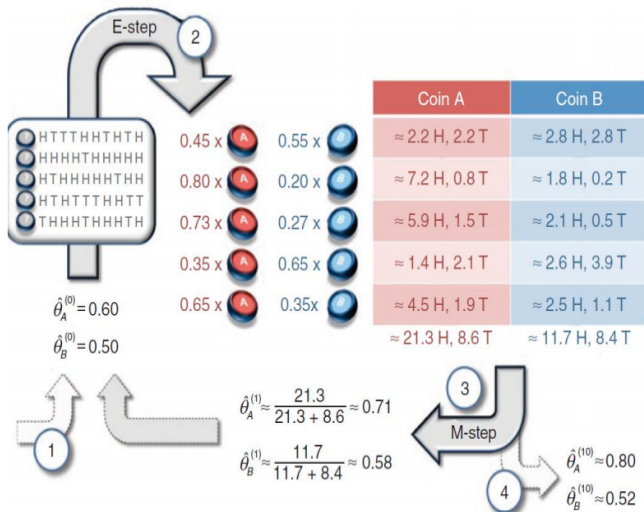 E-step
2
HTTTHHTHTH
HHHHTHHHHH
HTHHHHHTHH
HTHTTTHHTT
THHHTHHHTH
0.45 x A 0.55 x B
0.80 x A 0.20 x B
0.73 x A 0.27 x B
0.35 x A 0.65 x B
0.65 x A 0.35x B
Coin A Coin B
≈ 2.2 H, 2.2 T ≈ 2.8 H, 2.8 T
≈ 7.2 H, 0.8 T ≈ 1.8 H, 0.2 T
≈ 5.9 H, 1.5 T ≈ 2.1 H, 0.5 T
≈ 1.4 H, 2.1 T ≈ 2.6 H, 3.9 T
≈ 4.5 H, 1.9 T ≈ 2.5 H, 1.1 T
≈ 21.3 H, 8.6 T ≈ 11.7 H, 8.4 T
θ̂_A^(0) = 0.60
θ̂_B^(0) = 0.50
1
3
M-step
θ̂_A^(1) ≈ 21.3 / 21.3 + 8.6 ≈ 0.71
θ̂_B^(1) ≈ 11.7 / 11.7 + 8.4 ≈ 0.58
4
θ̂_A^(10) ≈ 0.80
θ̂_B^(10) ≈ 0.52